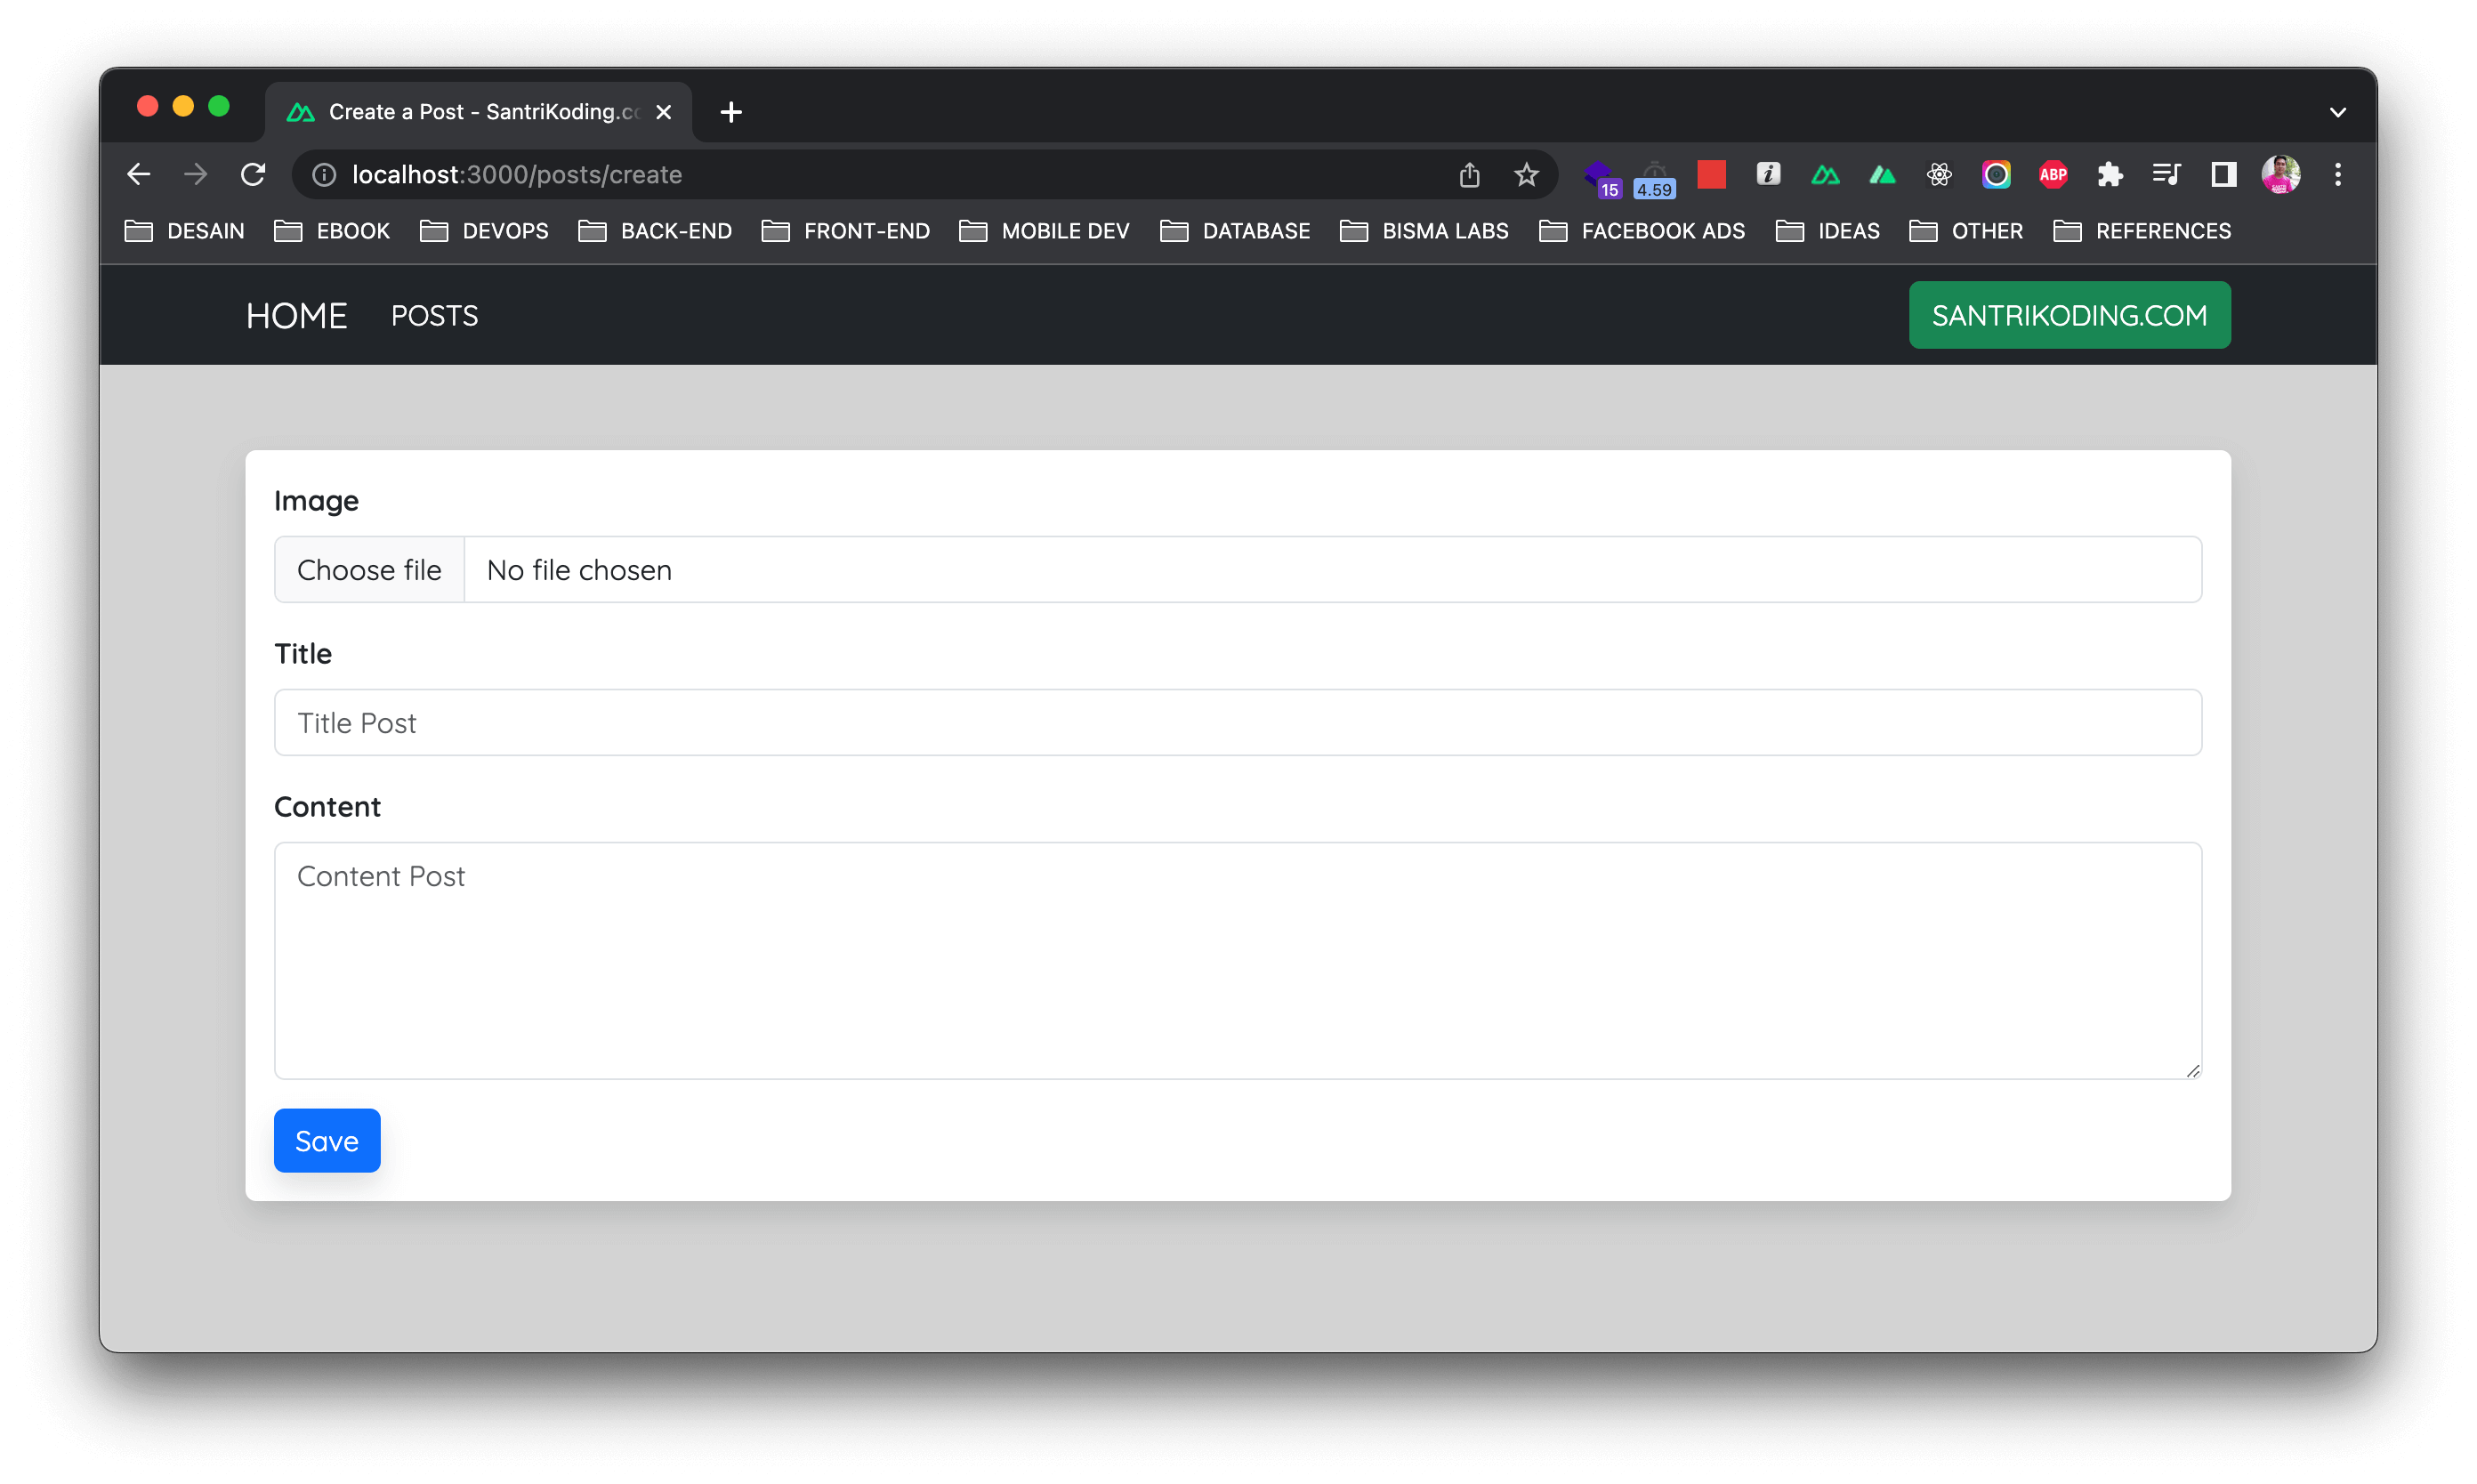 Create a Post - SantriKoding.co
localhost:3000/posts/create
15
4.59
i
ABP
DESAIN EBOOK DEVOPS BACK-END FRONT-END MOBILE DEV DATABASE BISMA LABS FACEBOOK ADS IDEAS OTHER REFERENCES
HOME POSTS SANTRIKODING.COM
Image
Choose file No file chosen
Title
Title Post
Content
Content Post
Save